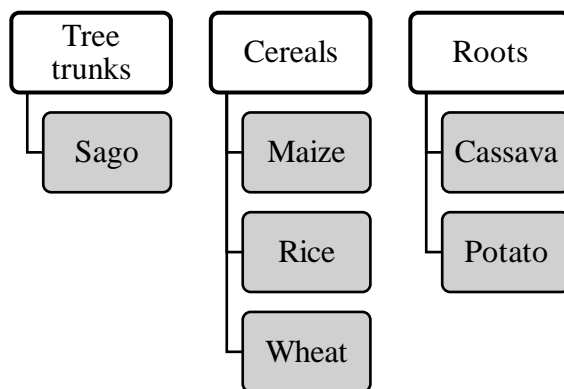 Tree
trunks
Sago
Cereals
Maize
Rice
Wheat
Roots
Cassava
Potato